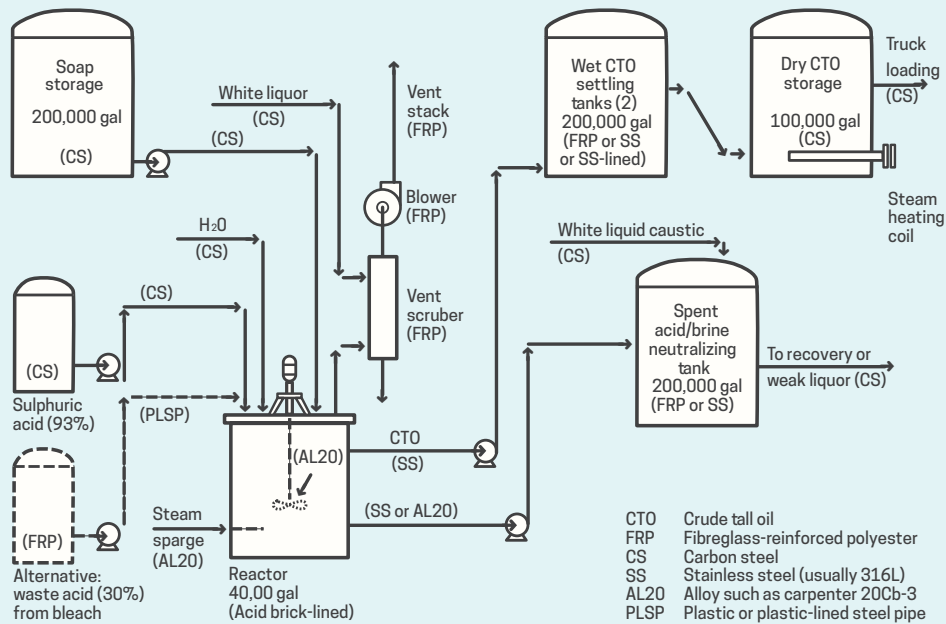 Soap
storage
200,000 gal
(CS)
White liquor
(CS)
(CS)
Vent
stack
(FRP)
Blower
(FRP)
Wet CTO
settling
tanks (2)
200,000 gal
(FRP or SS
or SS-lined)
Dry CTO
storage
100,000 gal
(CS)
Truck
loading
(CS)
Steam
heating
coil
H₂O
(CS)
White liquid caustic
(CS)
(CS)
Vent
scruber
(FRP)
(CS)
Sulphuric
acid (93%)
(PLSP)
Spent
acid/brine
neutralizing
tank
200,000 gal
(FRP or SS)
To recovery or
weak liquor (CS)
(FRP)
Alternative:
waste acid (30%)
from bleach
CTO
(SS)
(AL20)
(SS or AL20)
Steam
sparge
(AL20)
Reactor
40,00 gal
(Acid brick-lined)
CTO Crude tall oil
FRP Fibreglass-reinforced polyester
CS Carbon steel
SS Stainless steel (usually 316L)
AL20 Alloy such as carpenter 20Cb-3
PLSP Plastic or plastic-lined steel pipe